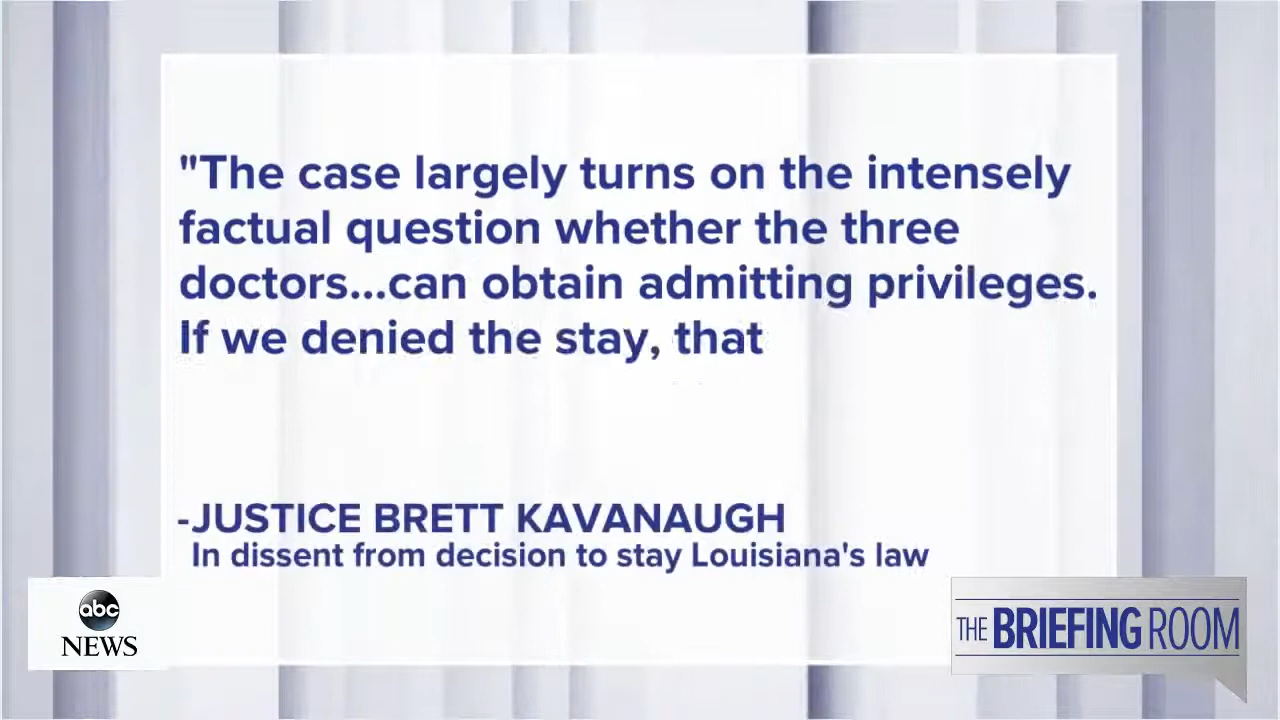 "The case largely turns on the intensely
factual question whether the three
doctors...can obtain admitting privileges.
If we denied the stay, that
-JUSTICE BRETT KAVANAUGH
In dissent from decision to stay Louisiana's law
abc
NEWS
THE BRIEFING ROOM